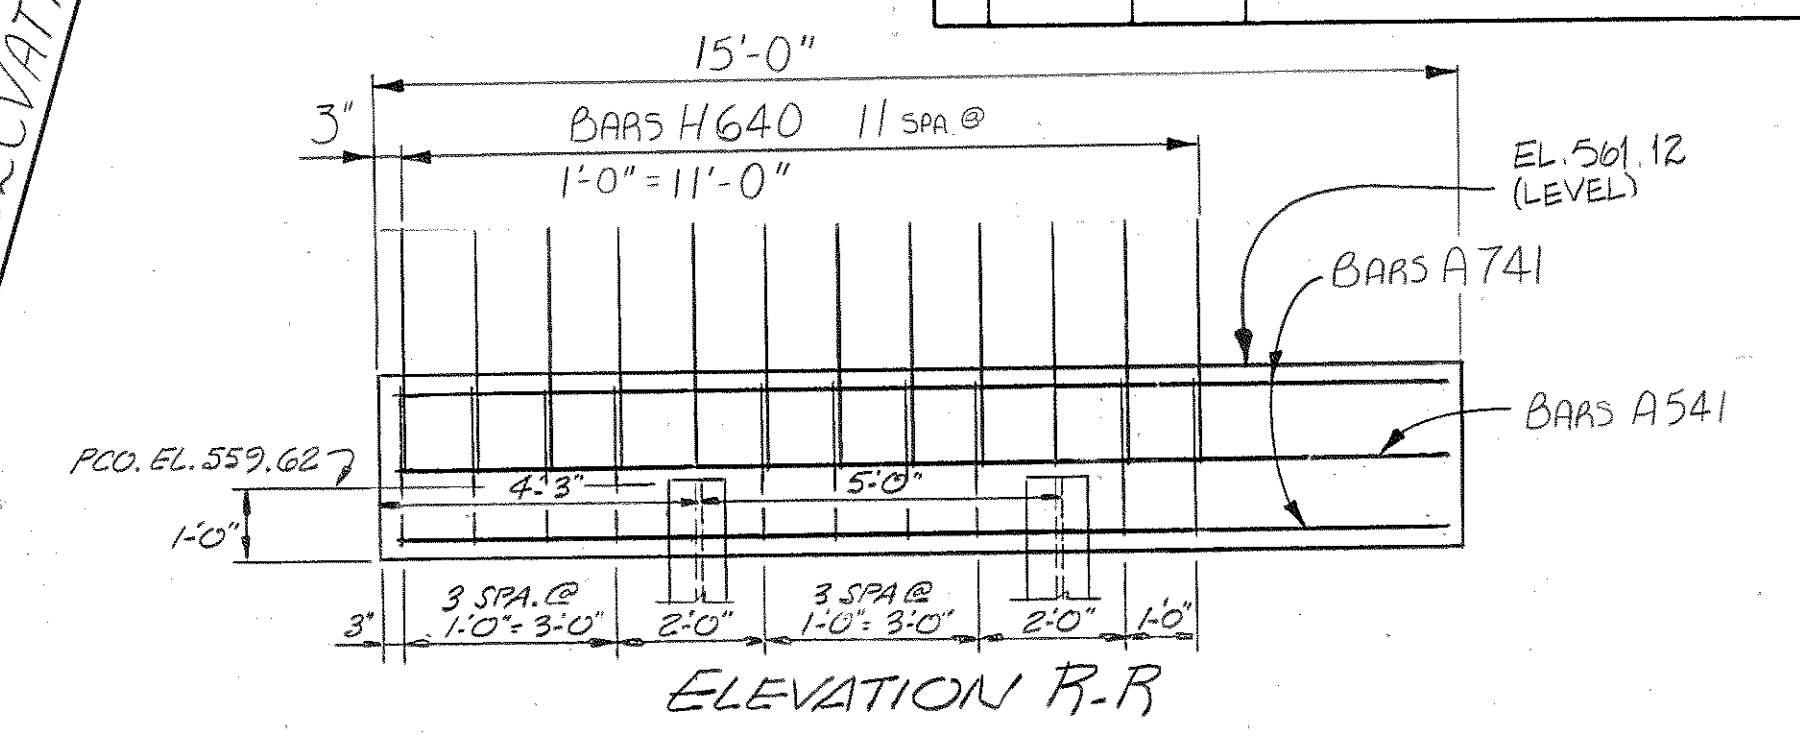 15'-0"
3"
BARS H640 11 SPA. @
1'-0" = 11'-0"
EL. 561.12
(LEVEL)
BARS A741
BARS A541
PCO. EL. 559.62
4'-3"
5'-0"
1'-0"
3"
3 SPA. @
1'-0" = 3'-0"
2'-0"
3 SPA @
1'-0" = 3'-0"
2'-0"
1'-0"
ELEVATION R-R